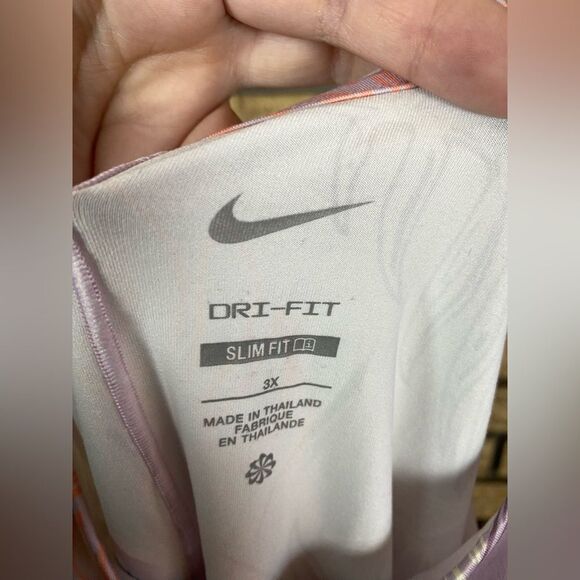 DRI-FIT
SLIM FIT
3X
MADE IN THAILAND
FABRIQUE
EN THAILANDE